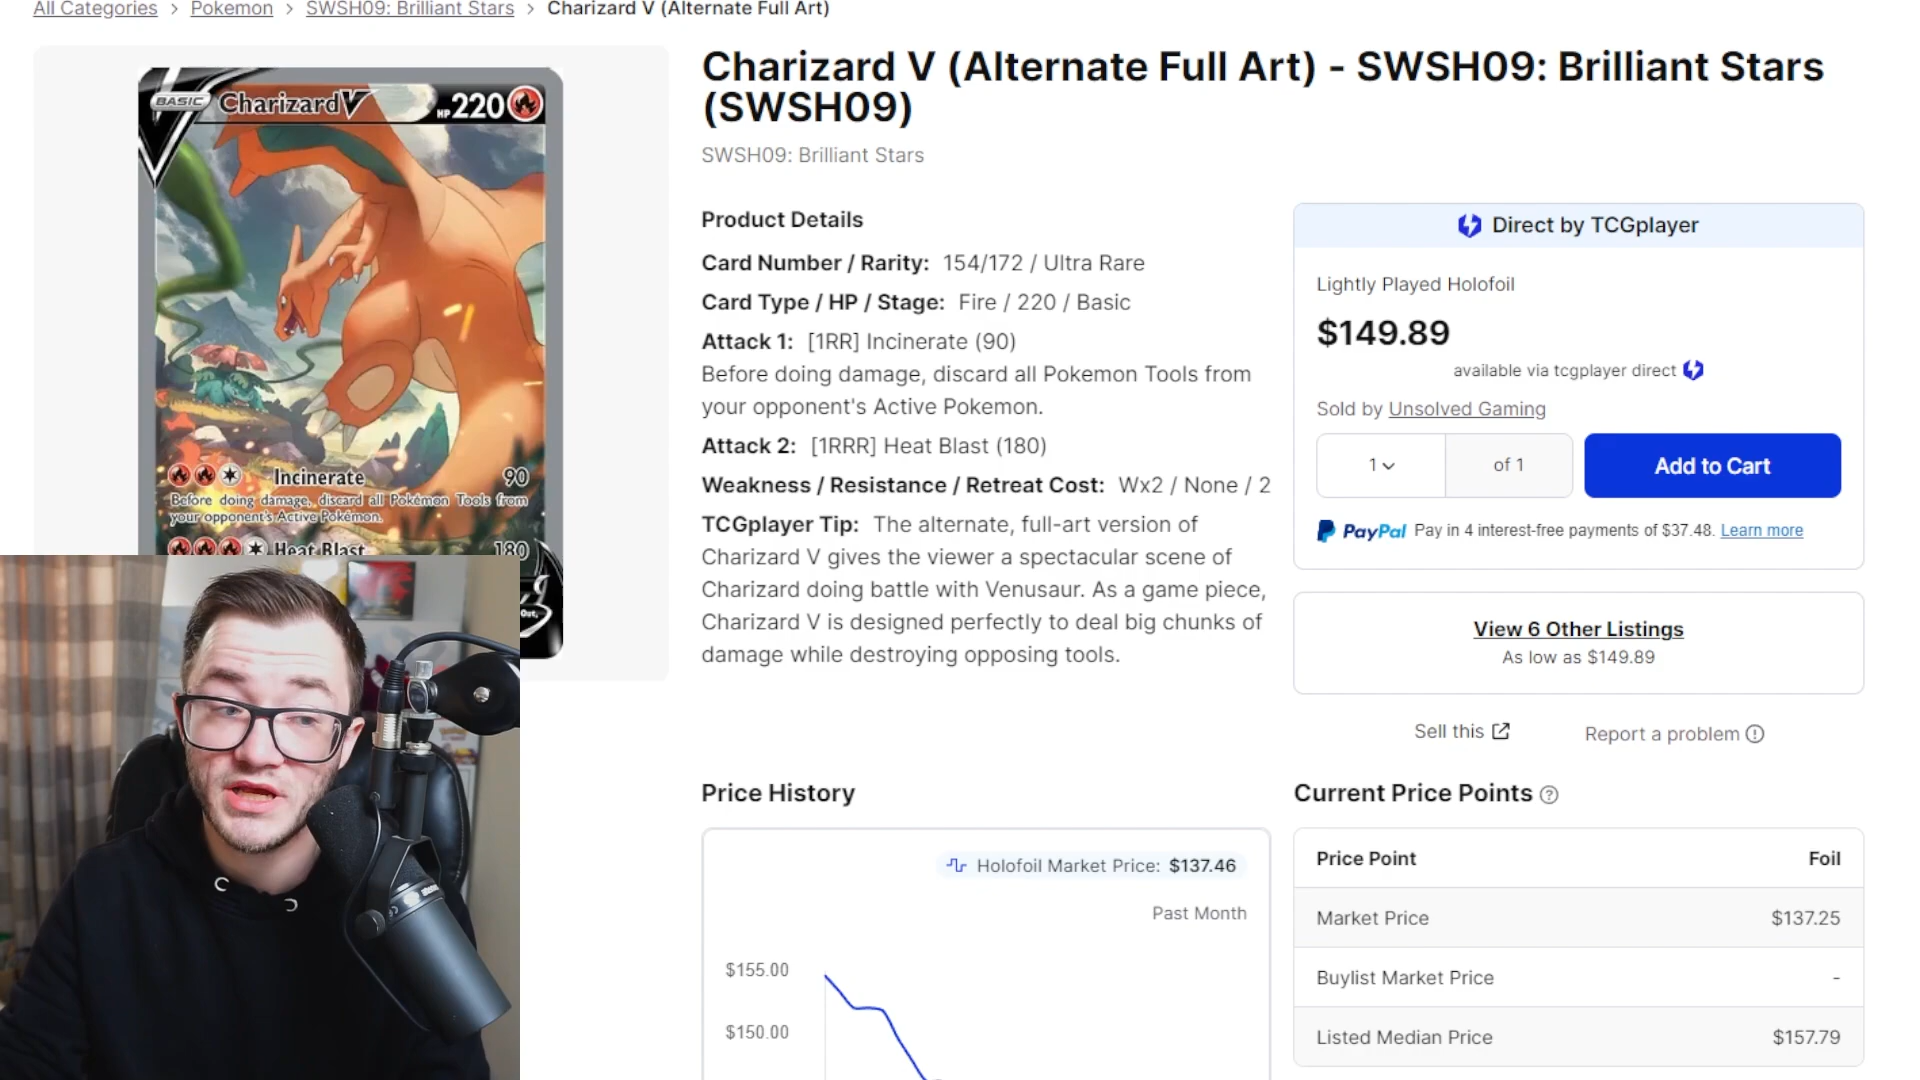 All Categories > Pokemon > SWSH09: Brilliant Stars > Charizard V (Alternate Full Art)
BASIC Charizard V HP 220
Incinerate 90
Before doing damage, discard all Pokémon Tools from
your opponent's Active Pokémon.
Heat Blast 180
Charizard V (Alternate Full Art) - SWSH09: Brilliant Stars
(SWSH09)
SWSH09: Brilliant Stars
Product Details
Card Number / Rarity: 154/172 / Ultra Rare
Card Type / HP / Stage: Fire / 220 / Basic
Attack 1: [1RR] Incinerate (90)
Before doing damage, discard all Pokemon Tools from
your opponent's Active Pokemon.
Attack 2: [1RRR] Heat Blast (180)
Weakness / Resistance / Retreat Cost: Wx2 / None / 2
TCGplayer Tip: The alternate, full-art version of
Charizard V gives the viewer a spectacular scene of
Charizard doing battle with Venusaur. As a game piece,
Charizard V is designed perfectly to deal big chunks of
damage while destroying opposing tools.
Direct by TCGplayer
Lightly Played Holofoil
$149.89
available via tcgplayer direct
Sold by Unsolved Gaming
1 of 1 Add to Cart
PayPal Pay in 4 interest-free payments of $37.48. Learn more
View 6 Other Listings
As low as $149.89
Sell this Report a problem
Price History
Holofoil Market Price: $137.46
Past Month
$155.00
$150.00
Current Price Points
Price Point Foil
Market Price $137.25
Buylist Market Price -
Listed Median Price $157.79